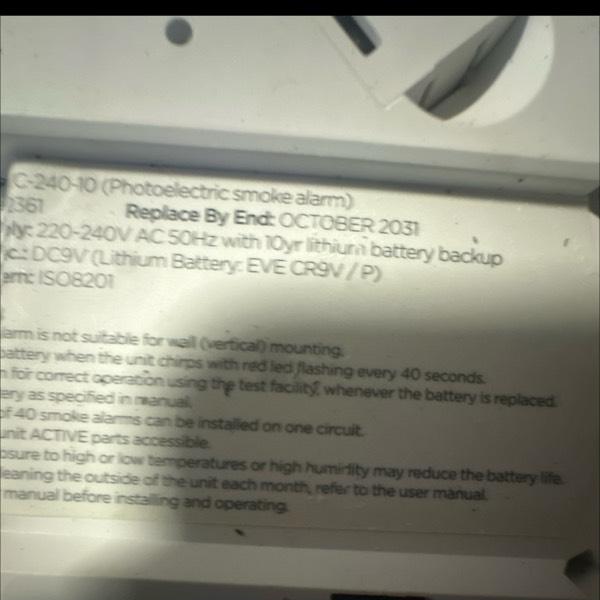 C-240-10 (Photoelectric smoke alarm)
2361 Replace By End: OCTOBER 2031
ply: 220-240V AC 50Hz with 10yr lithium battery backup
c.: DC9V (Lithium Battery: EVE CR9V / P)
ern: ISO8201
larm is not suitable for wall (vertical) mounting.
battery when the unit chirps with red led flashing every 40 seconds.
n for correct operation using the test facility, whenever the battery is replaced.
ery as specified in manual.
of 40 smoke alarms can be installed on one circuit.
unit ACTIVE parts accessible.
osure to high or low temperatures or high humidity may reduce the battery life.
leaning the outside of the unit each month, refer to the user manual.
manual before installing and operating.